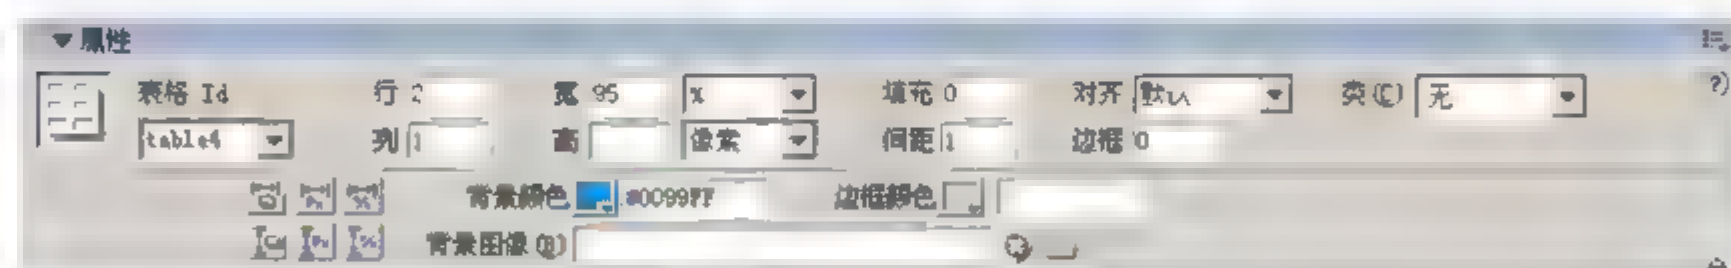 属性
表格 Id 行 2 宽 95 % 填充 0 对齐 默认 类(C) 无
table4 列 1 高 像素 间距 1 边框 0
背景颜色 #0099FF 边框颜色
背景图像(B)